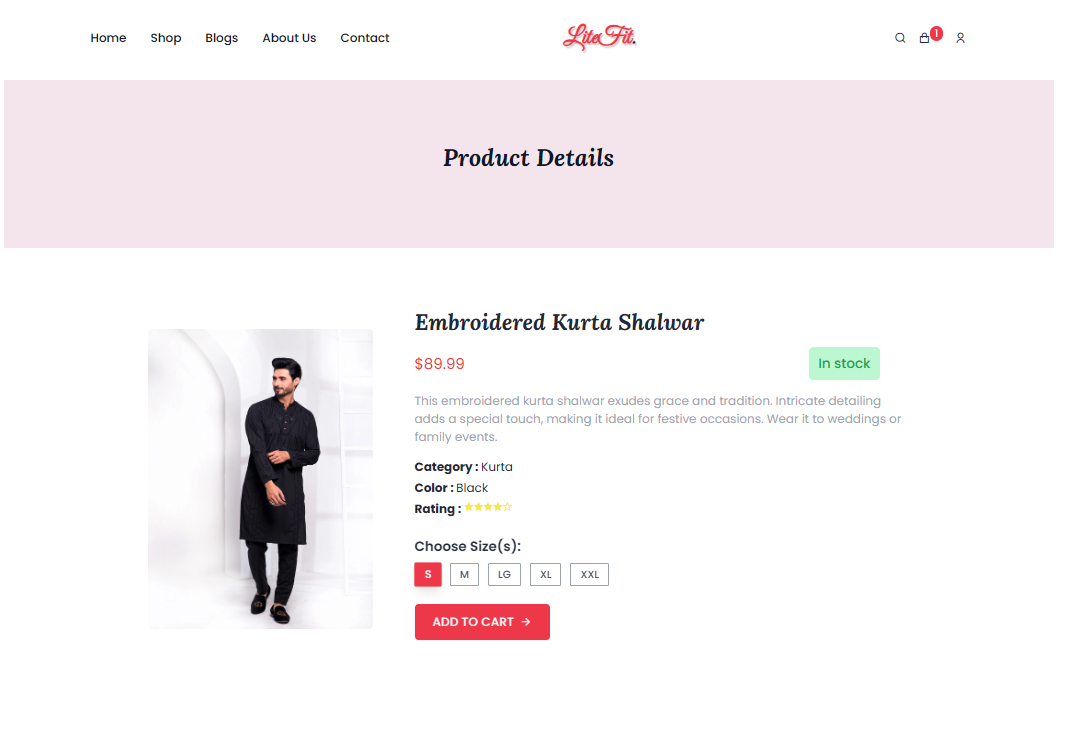 Home Shop Blogs About Us Contact
LiteFit.
1
Product Details
Embroidered Kurta Shalwar
$89.99
In stock
This embroidered kurta shalwar exudes grace and tradition. Intricate detailing
adds a special touch, making it ideal for festive occasions. Wear it to weddings or
family events.
Category : Kurta
Color : Black
Rating :
Choose Size(s):
S M LG XL XXL
ADD TO CART →